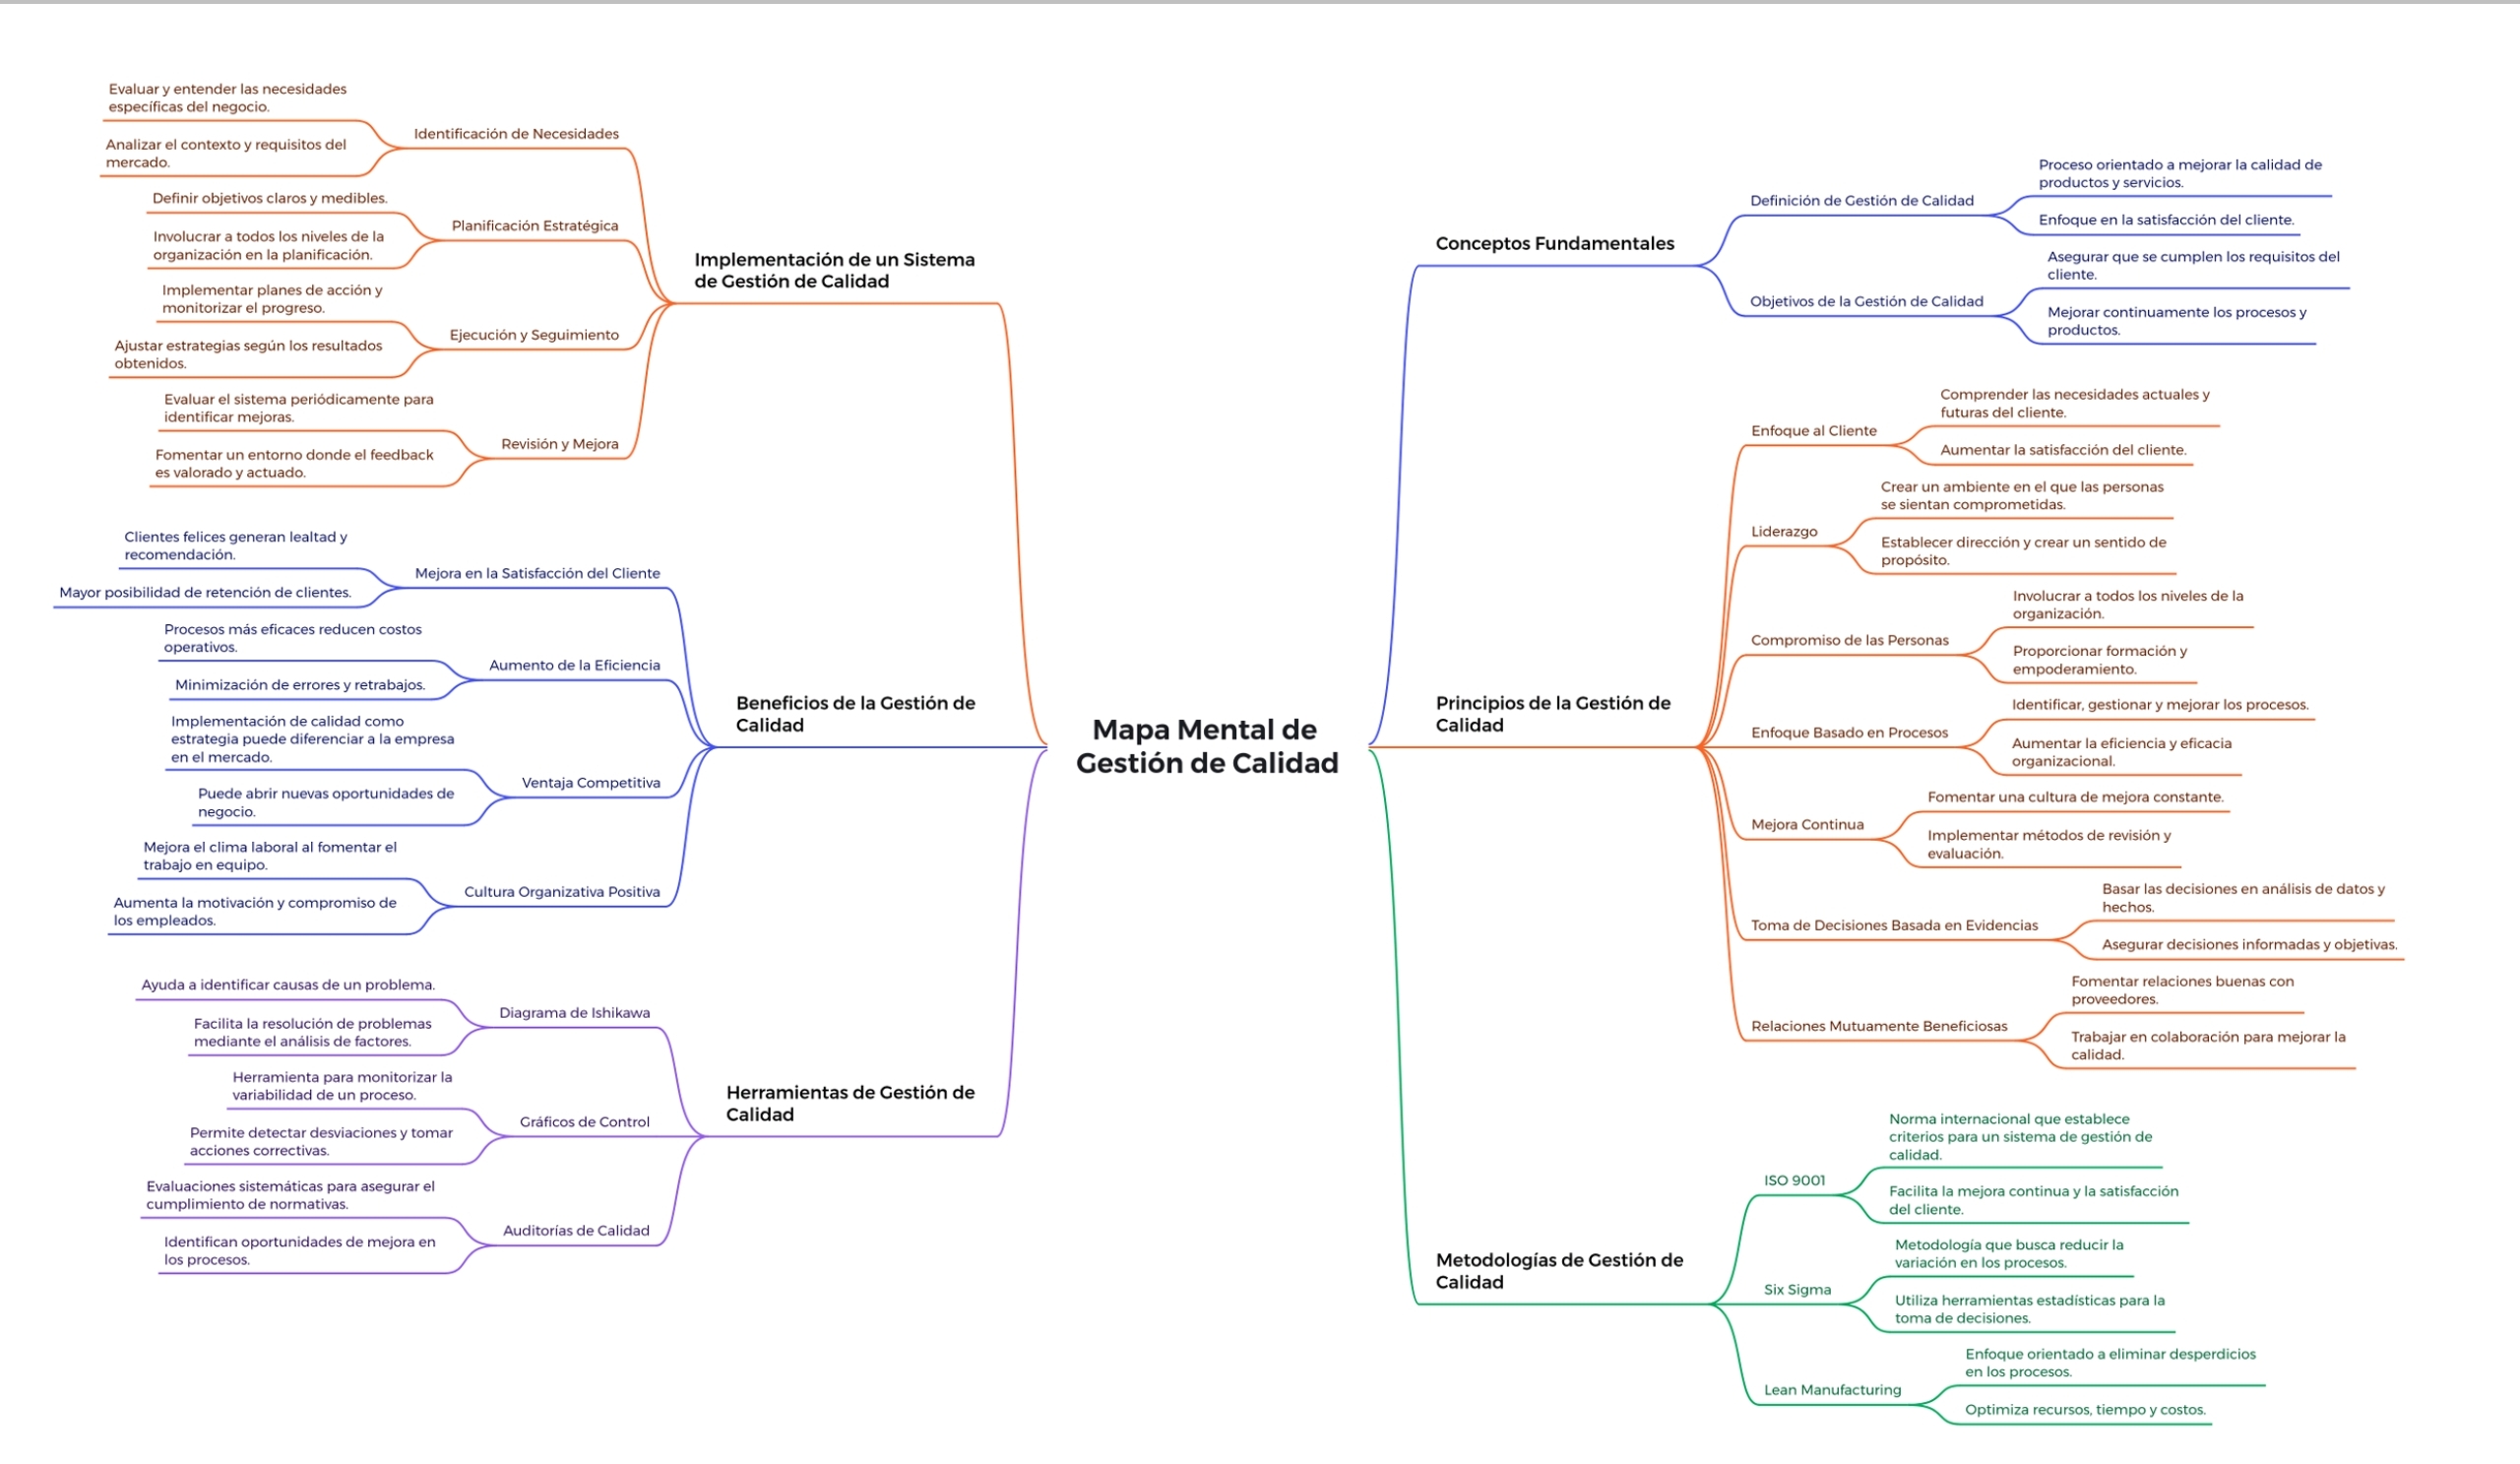 Mapa Mental de
Gestión de Calidad
Conceptos Fundamentales
Definición de Gestión de Calidad
Proceso orientado a mejorar la calidad de
productos y servicios.
Enfoque en la satisfacción del cliente.
Objetivos de la Gestión de Calidad
Asegurar que se cumplen los requisitos del
cliente.
Mejorar continuamente los procesos y
productos.
Principios de la Gestión de
Calidad
Enfoque al Cliente
Comprender las necesidades actuales y
futuras del cliente.
Aumentar la satisfacción del cliente.
Liderazgo
Crear un ambiente en el que las personas
se sientan comprometidas.
Establecer dirección y crear un sentido de
propósito.
Compromiso de las Personas
Involucrar a todos los niveles de la
organización.
Proporcionar formación y
empoderamiento.
Enfoque Basado en Procesos
Identificar, gestionar y mejorar los procesos.
Aumentar la eficiencia y eficacia
organizacional.
Mejora Continua
Fomentar una cultura de mejora constante.
Implementar métodos de revisión y
evaluación.
Toma de Decisiones Basada en Evidencias
Basar las decisiones en análisis de datos y
hechos.
Asegurar decisiones informadas y objetivas.
Relaciones Mutuamente Beneficiosas
Fomentar relaciones buenas con
proveedores.
Trabajar en colaboración para mejorar la
calidad.
Metodologías de Gestión de
Calidad
ISO 9001
Norma internacional que establece
criterios para un sistema de gestión de
calidad.
Facilita la mejora continua y la satisfacción
del cliente.
Six Sigma
Metodología que busca reducir la
variación en los procesos.
Utiliza herramientas estadísticas para la
toma de decisiones.
Lean Manufacturing
Enfoque orientado a eliminar desperdicios
en los procesos.
Optimiza recursos, tiempo y costos.
Implementación de un Sistema
de Gestión de Calidad
Identificación de Necesidades
Evaluar y entender las necesidades
específicas del negocio.
Analizar el contexto y requisitos del
mercado.
Planificación Estratégica
Definir objetivos claros y medibles.
Involucrar a todos los niveles de la
organización en la planificación.
Ejecución y Seguimiento
Implementar planes de acción y
monitorizar el progreso.
Ajustar estrategias según los resultados
obtenidos.
Revisión y Mejora
Evaluar el sistema periódicamente para
identificar mejoras.
Fomentar un entorno donde el feedback
es valorado y actuado.
Beneficios de la Gestión de
Calidad
Mejora en la Satisfacción del Cliente
Clientes felices generan lealtad y
recomendación.
Mayor posibilidad de retención de clientes.
Aumento de la Eficiencia
Procesos más eficaces reducen costos
operativos.
Minimización de errores y retrabajos.
Ventaja Competitiva
Implementación de calidad como
estrategia puede diferenciar a la empresa
en el mercado.
Puede abrir nuevas oportunidades de
negocio.
Cultura Organizativa Positiva
Mejora el clima laboral al fomentar el
trabajo en equipo.
Aumenta la motivación y compromiso de
los empleados.
Herramientas de Gestión de
Calidad
Diagrama de Ishikawa
Ayuda a identificar causas de un problema.
Facilita la resolución de problemas
mediante el análisis de factores.
Gráficos de Control
Herramienta para monitorizar la
variabilidad de un proceso.
Permite detectar desviaciones y tomar
acciones correctivas.
Auditorías de Calidad
Evaluaciones sistemáticas para asegurar el
cumplimiento de normativas.
Identifican oportunidades de mejora en
los procesos.